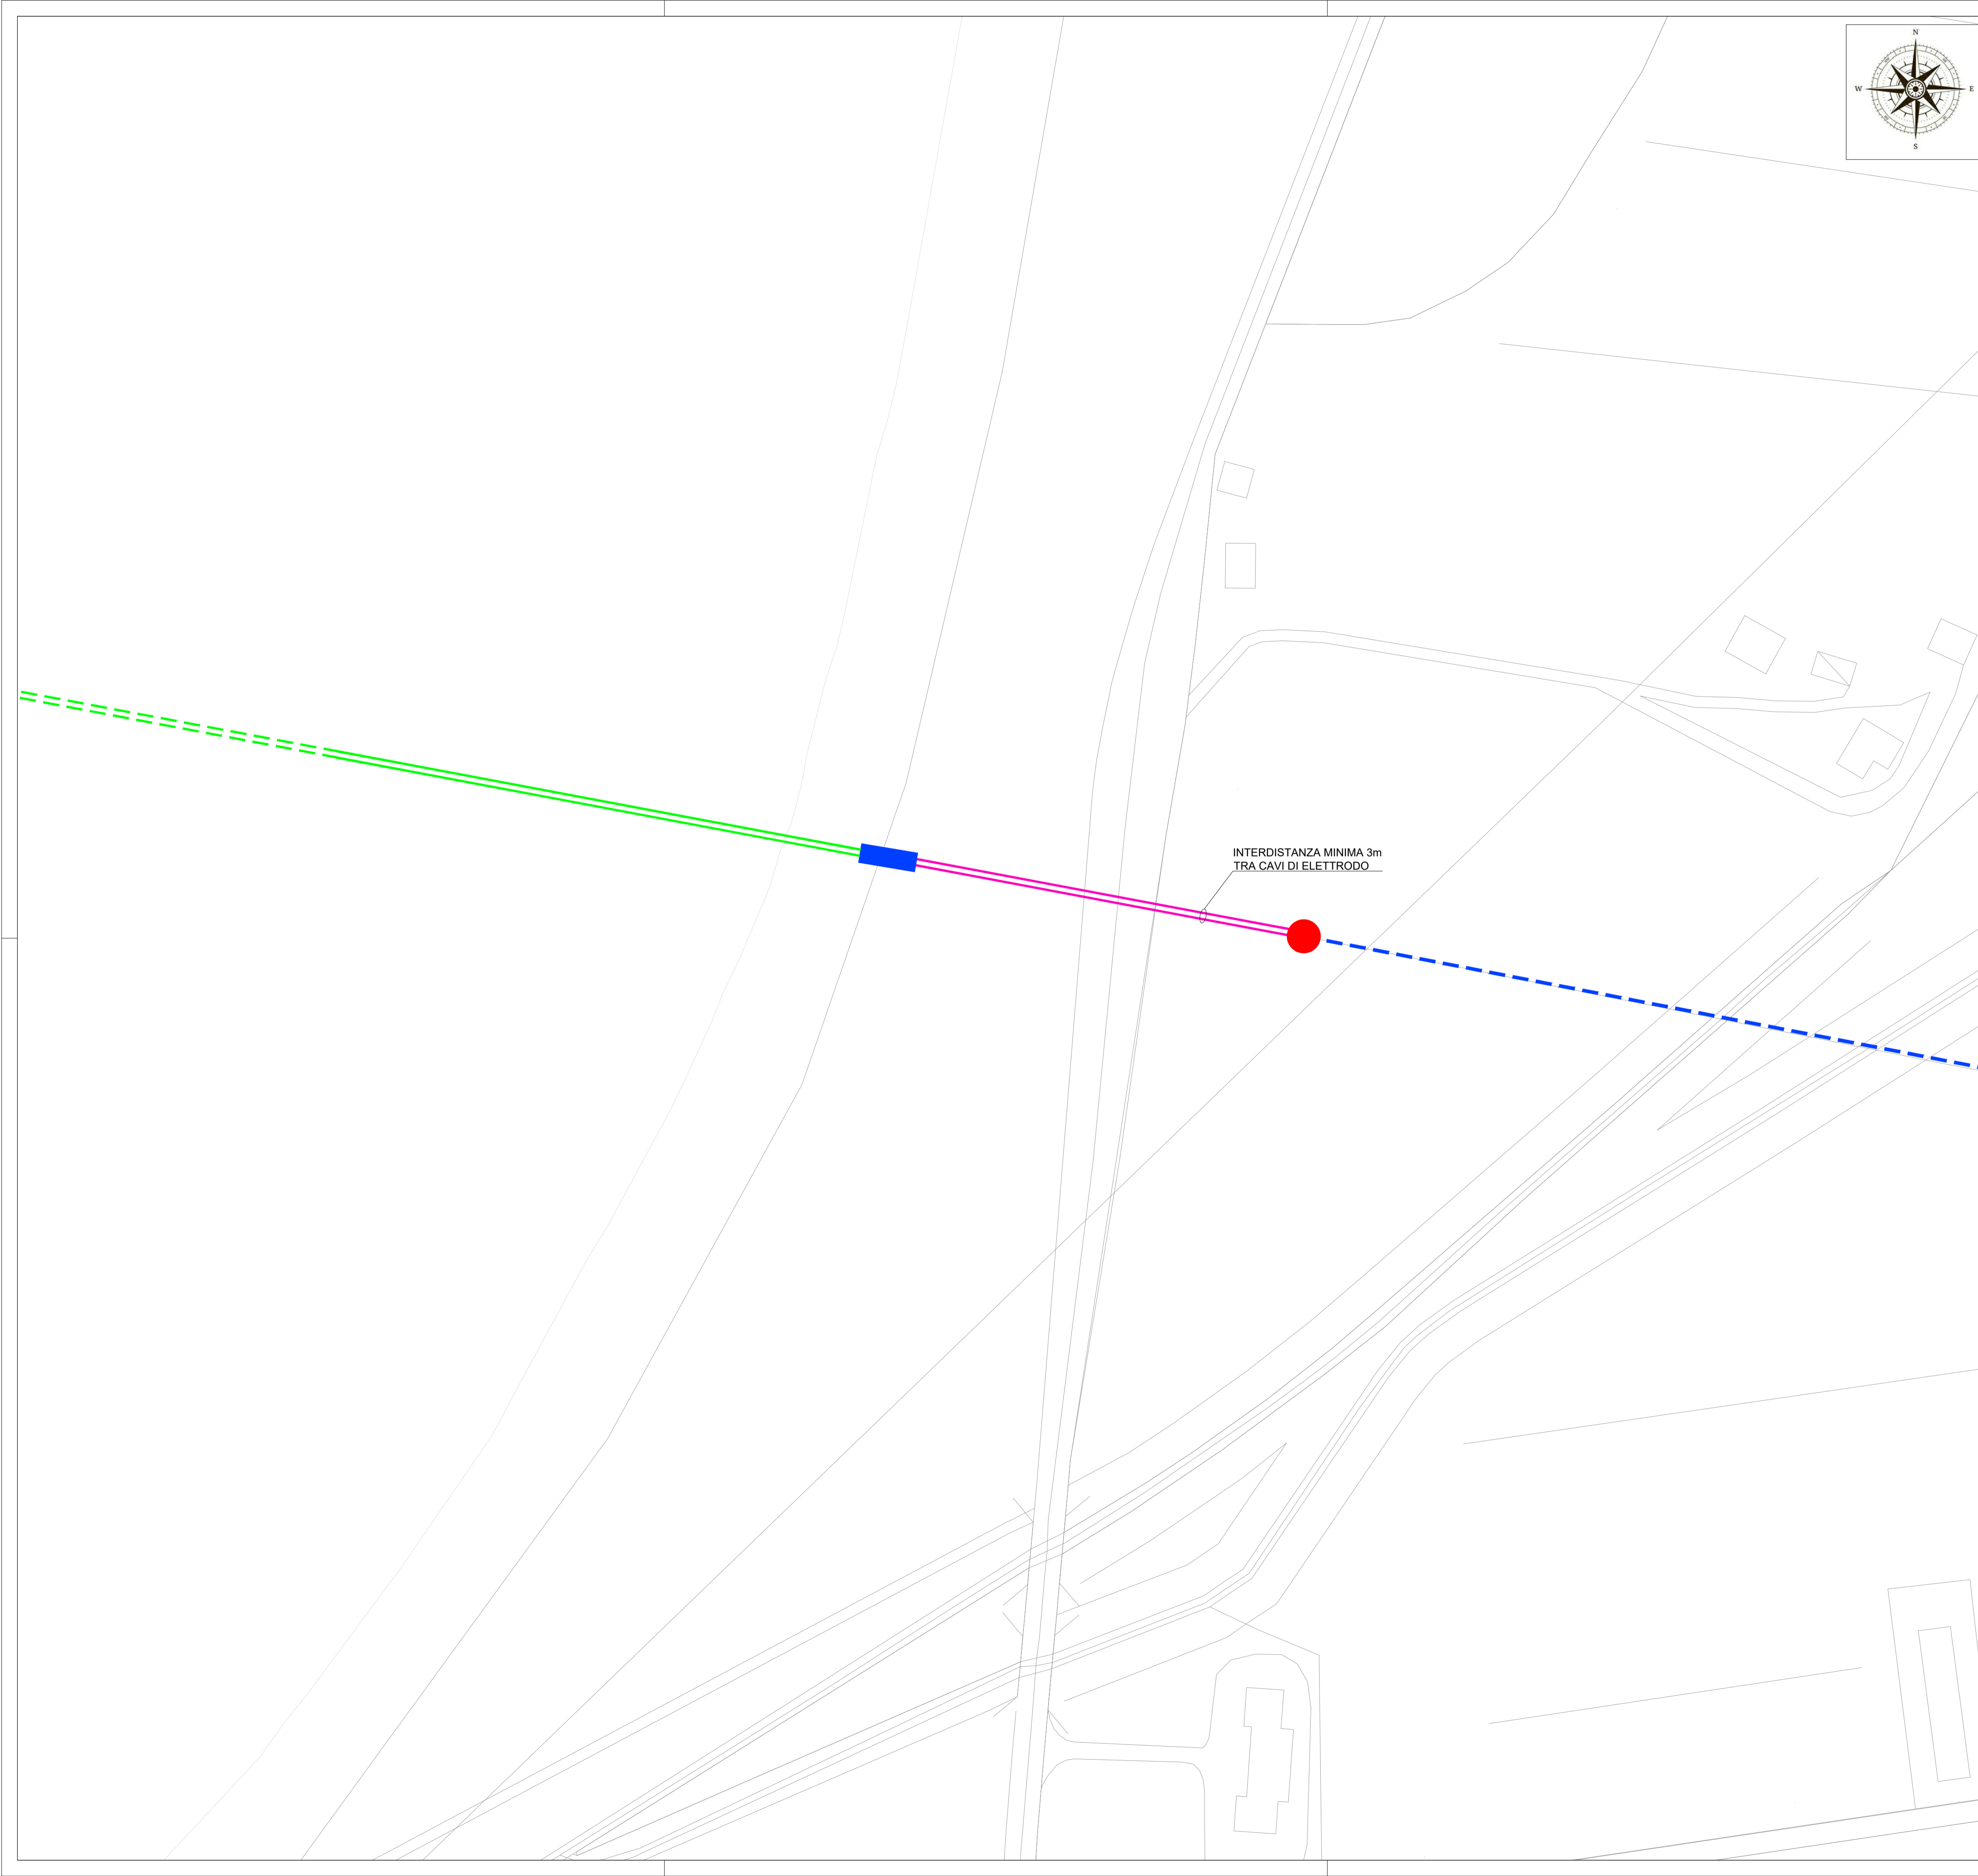 N
W
E
S
INTERDISTANZA MINIMA 3m
TRA CAVI DI ELETTRODO